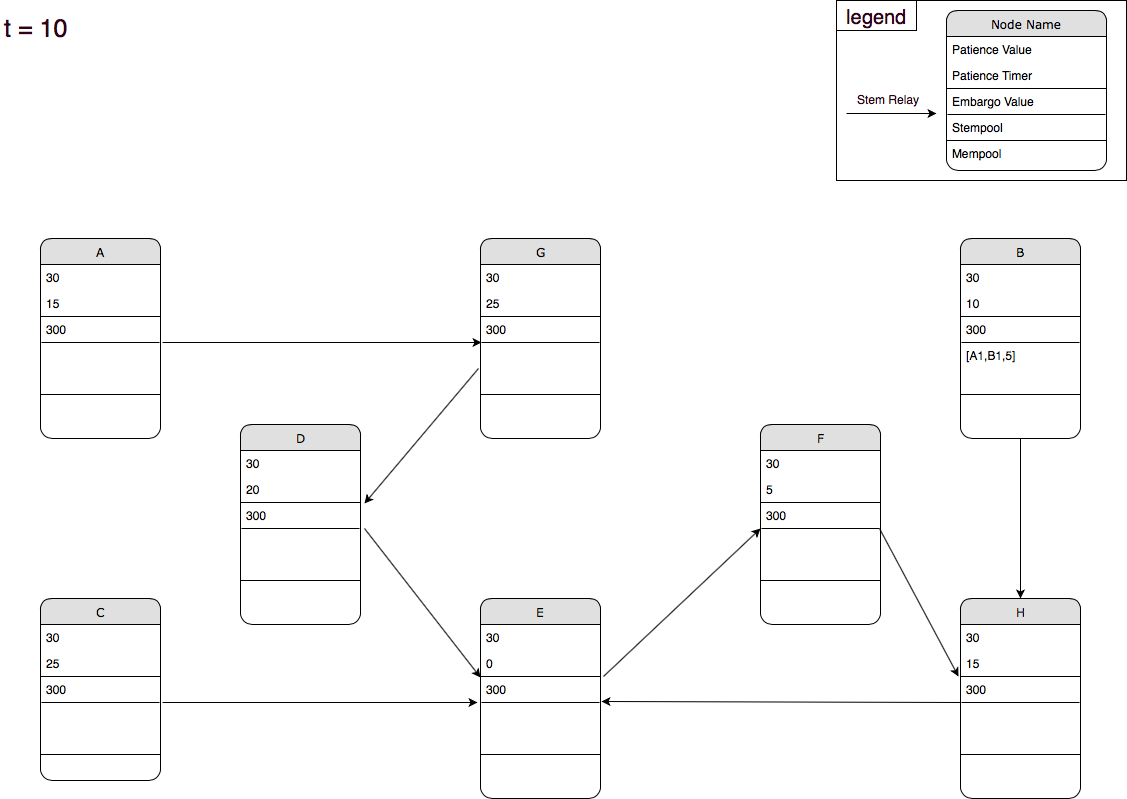 t = 10
legend
Node Name
Patience Value
Patience Timer
Stem Relay
Embargo Value
Stempool
Mempool
A
30
15
300
G
30
25
300
B
30
10
300
[A1,B1,5]
D
30
20
300
F
30
5
300
C
30
25
300
E
30
0
300
H
30
15
300